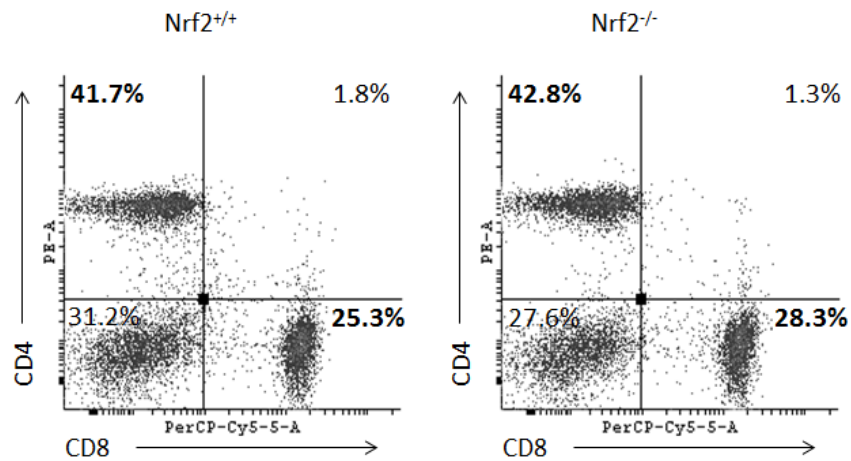 Nrf2+/+
41.7%
1.8%
CD4
PE-A
31.2%
25.3%
PerCP-Cy5-5-A
CD8
Nrf2-/-
42.8%
1.3%
CD4
PE-A
27.6%
28.3%
PerCP-Cy5-5-A
CD8